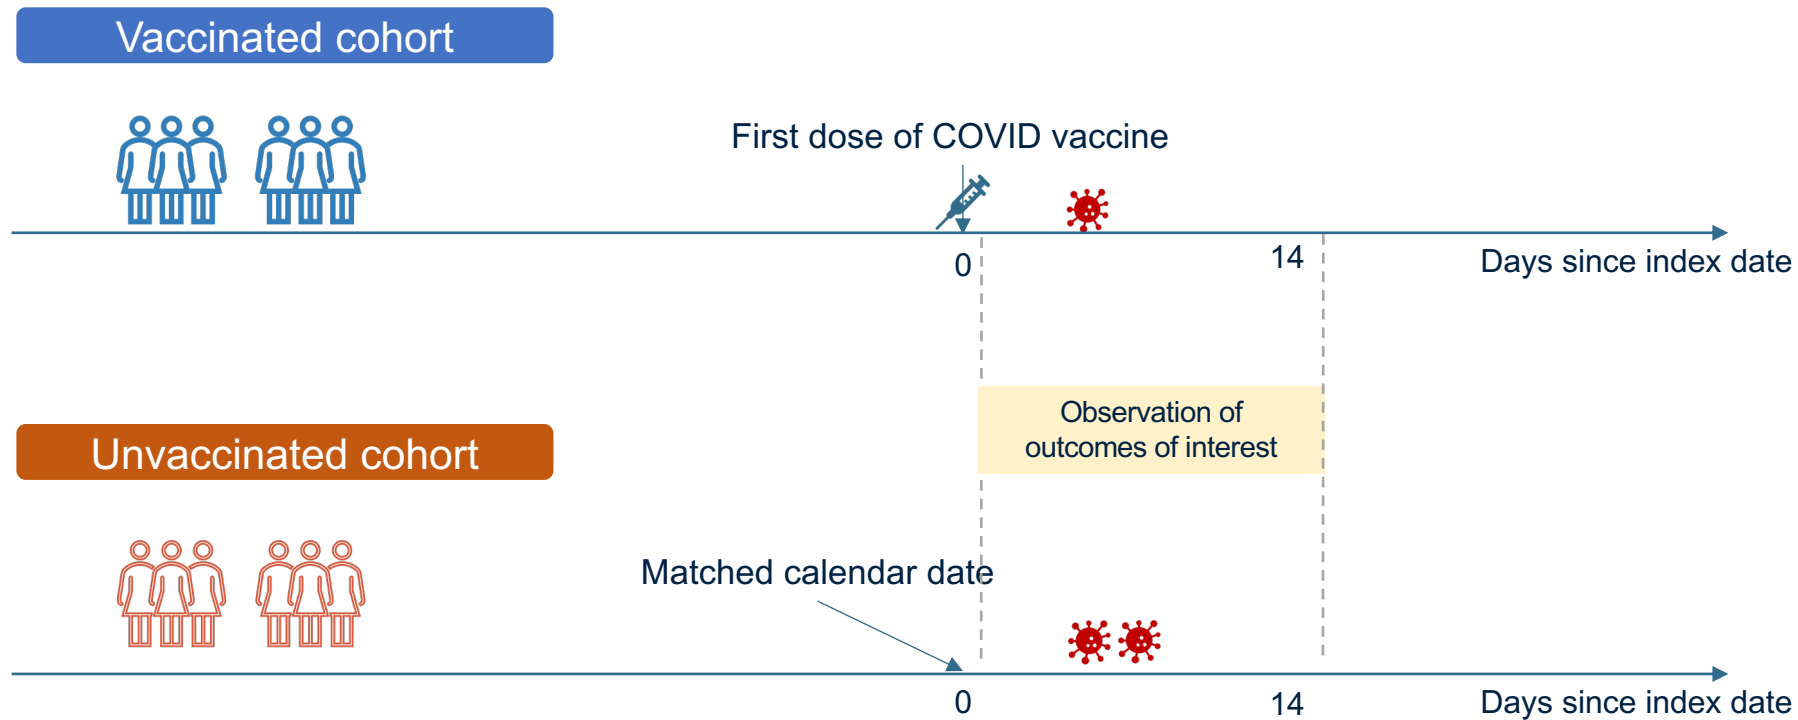 Vaccinated cohort
First dose of COVID vaccine
0
14
Days since index date
Observation of
outcomes of interest
Unvaccinated cohort
Matched calendar date
0
14
Days since index date